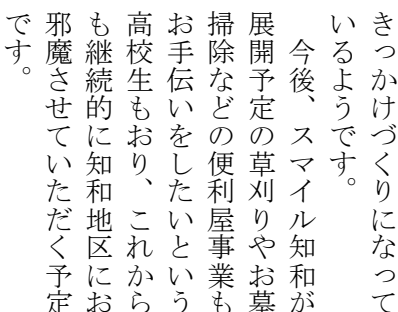 きっかけづくりになって
いるようです。
　今後、スマイル知和が
展開予定の草刈りやお墓
掃除などの便利屋事業も
お手伝いをしたいという
高校生もおり、これから
も継続的に知和地区にお
邪魔させていただく予定
です。